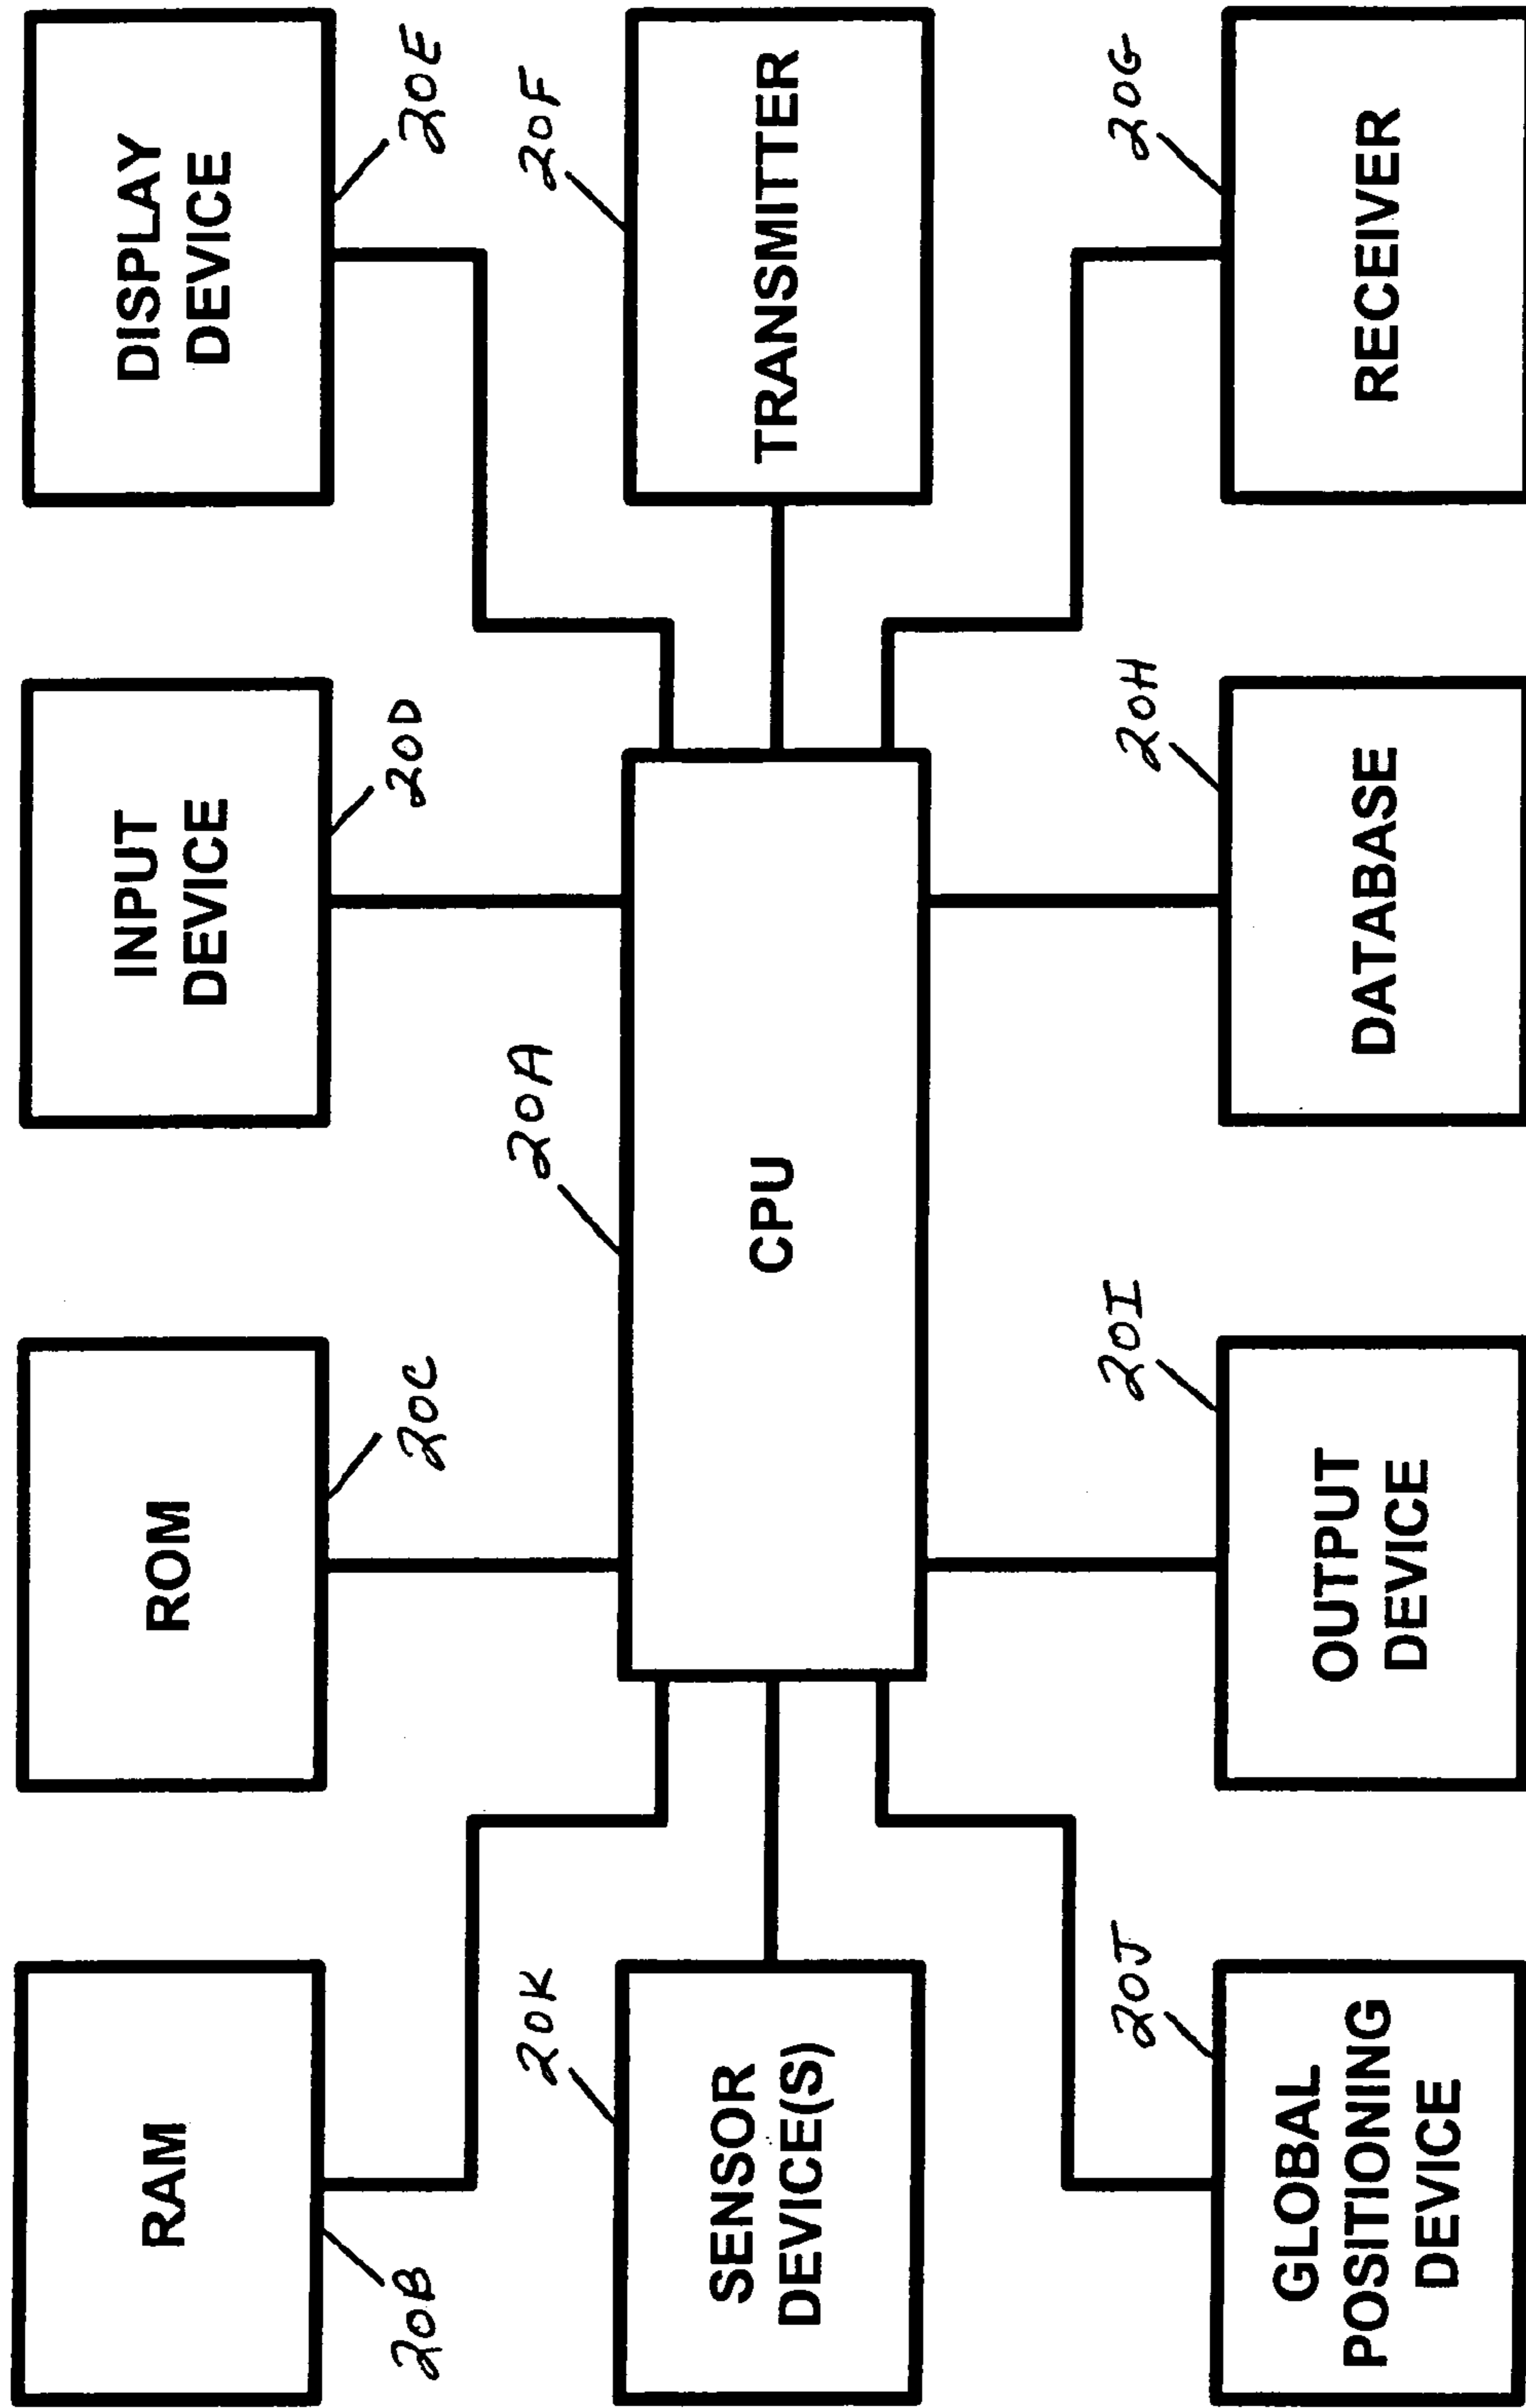 RAM
20B
ROM
20C
INPUT
DEVICE
20D
DISPLAY
DEVICE
20E
SENSOR
DEVICE(S)
20K
CPU
20A
TRANSMITTER
20F
GLOBAL
POSITIONING
DEVICE
20J
OUTPUT
DEVICE
20I
DATABASE
20H
RECEIVER
20G